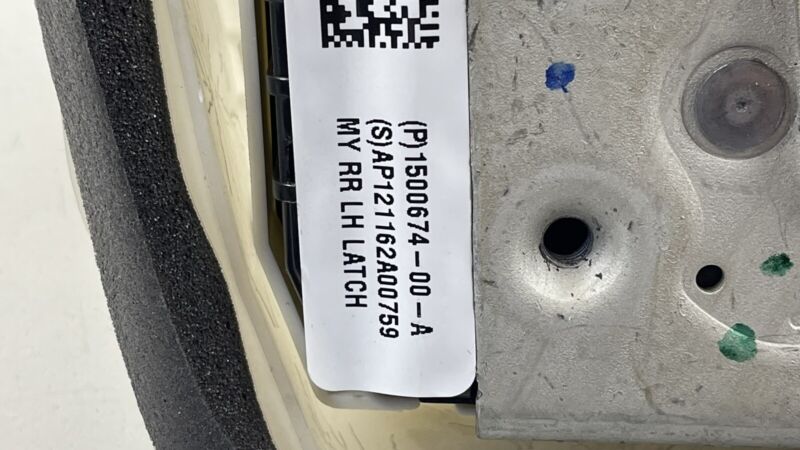 (P)1500674-00-A
(S)AP121162A00759
MY RR LH LATCH